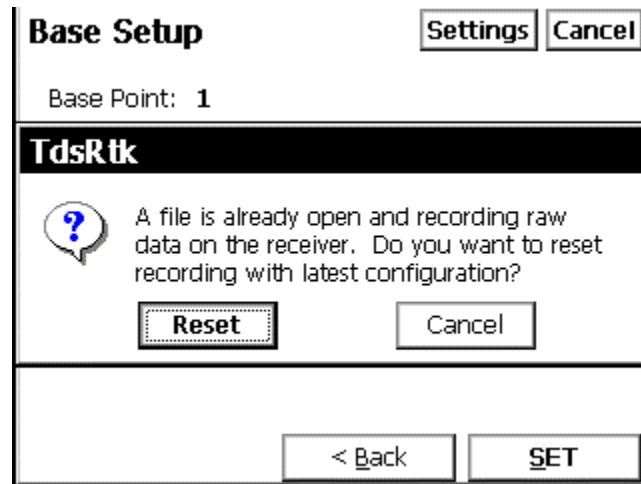 Base Setup Settings Cancel
Base Point: 1
TdsRtk
?
A file is already open and recording raw
data on the receiver. Do you want to reset
recording with latest configuration?
Reset Cancel
< Back SET